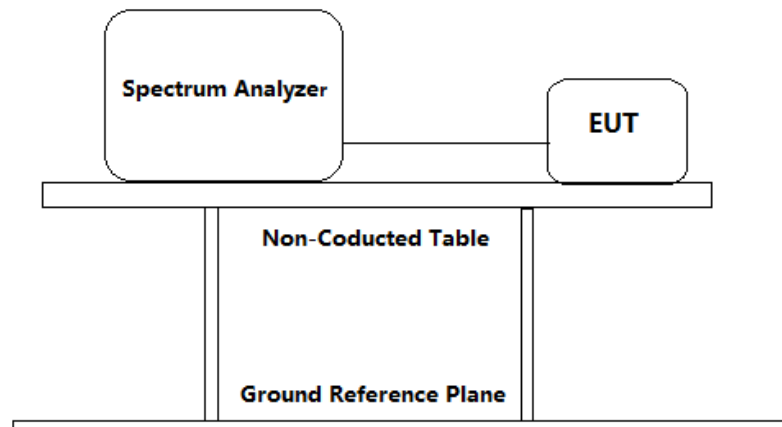 Spectrum Analyzer
EUT
Non-Coducted Table
Ground Reference Plane